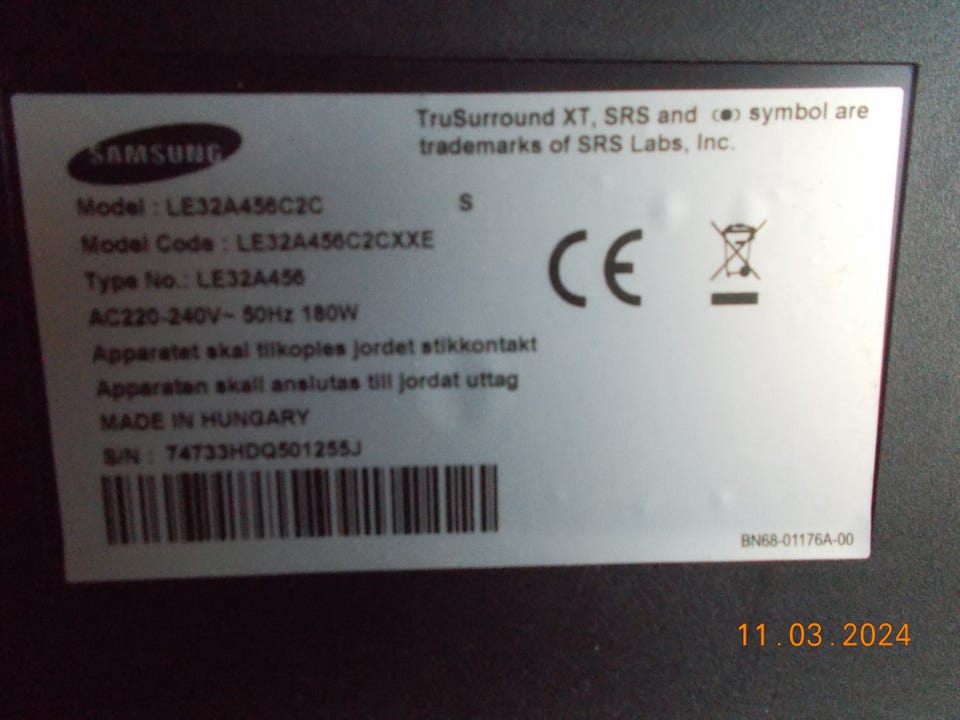 TruSurround XT, SRS and (●) symbol are
trademarks of SRS Labs, Inc.
SAMSUNG
Model : LE32A456C2C S
Model Code : LE32A456C2CXXE
Type No.: LE32A456
AC220-240V~ 50Hz 180W
Apparatet skal tilkoples jordet stikkontakt
Apparaten skall anslutas till jordat uttag
MADE IN HUNGARY
S/N : 74733HDQ501255J
CE
BN68-01176A-00
11.03.2024